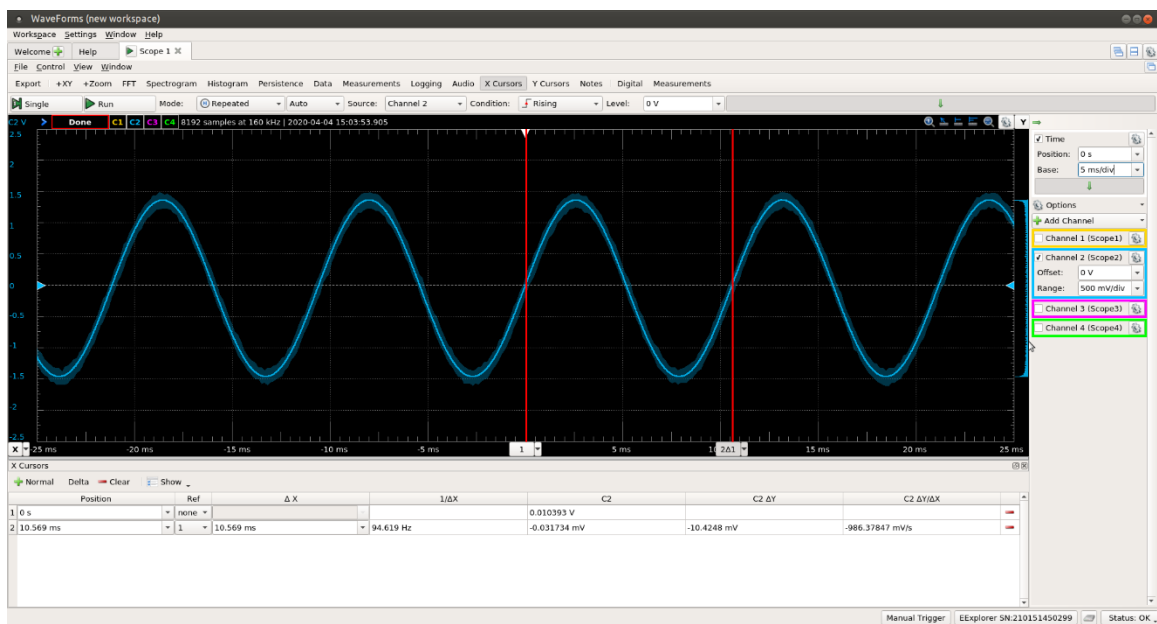 WaveForms (new workspace)
Workspace Settings Window Help
Welcome Help Scope 1
File Control View Window
Export +XY +Zoom FFT Spectrogram Histogram Persistence Data Measurements Logging Audio X Cursors Y Cursors Notes Digital Measurements
Single Run Mode: Repeated Auto Source: Channel 2 Condition: Rising Level: 0 V
C2 V Done C1 C2 C3 C4 8192 samples at 160 kHz | 2020-04-04 15:03:53.905 Y
2.5
2
1.5
1
0.5
0
-0.5
-1
-1.5
-2
-2.5
X -25 ms -20 ms -15 ms -10 ms -5 ms 1 5 ms 2Δ1 15 ms 20 ms 25 ms
Time
Position: 0 s
Base: 5 ms/div
Options
Add Channel
Channel 1 (Scope1)
Channel 2 (Scope2)
Offset: 0 V
Range: 500 mV/div
Channel 3 (Scope3)
Channel 4 (Scope4)
X Cursors
Normal Delta Clear Show
Position Ref Δ X 1/ΔX C2 C2 ΔY C2 ΔY/ΔX
1 0 s none 0.010393 V
2 10.569 ms 1 10.569 ms 94.619 Hz -0.031734 mV -10.4248 mV -986.37847 mV/s
Manual Trigger EExplorer SN:210151450299 Status: OK